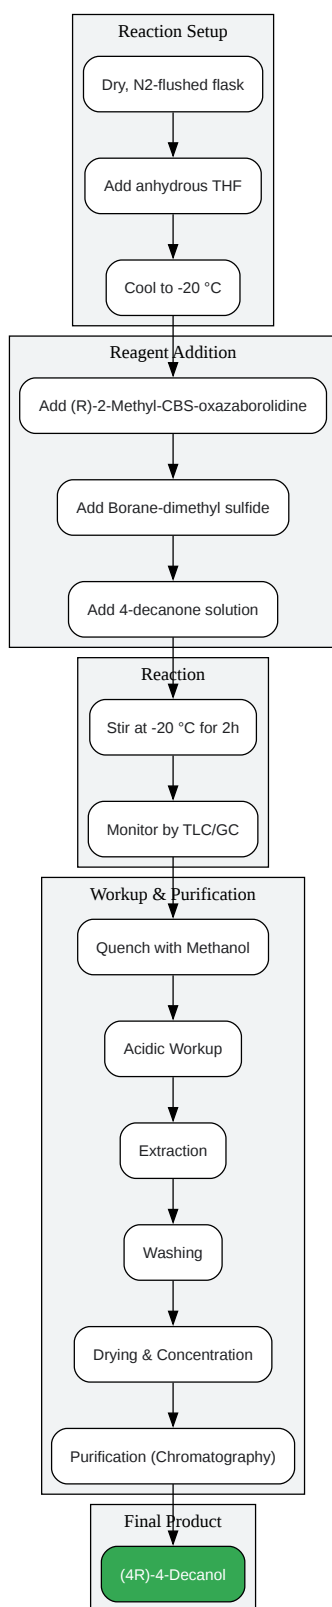 Reaction Setup
Dry, N2-flushed flask
Add anhydrous THF
Cool to -20 °C
Reagent Addition
Add (R)-2-Methyl-CBS-oxazaborolidine
Add Borane-dimethyl sulfide
Add 4-decanone solution
Reaction
Stir at -20 °C for 2h
Monitor by TLC/GC
Workup & Purification
Quench with Methanol
Acidic Workup
Extraction
Washing
Drying & Concentration
Purification (Chromatography)
Final Product
(4R)-4-Decanol